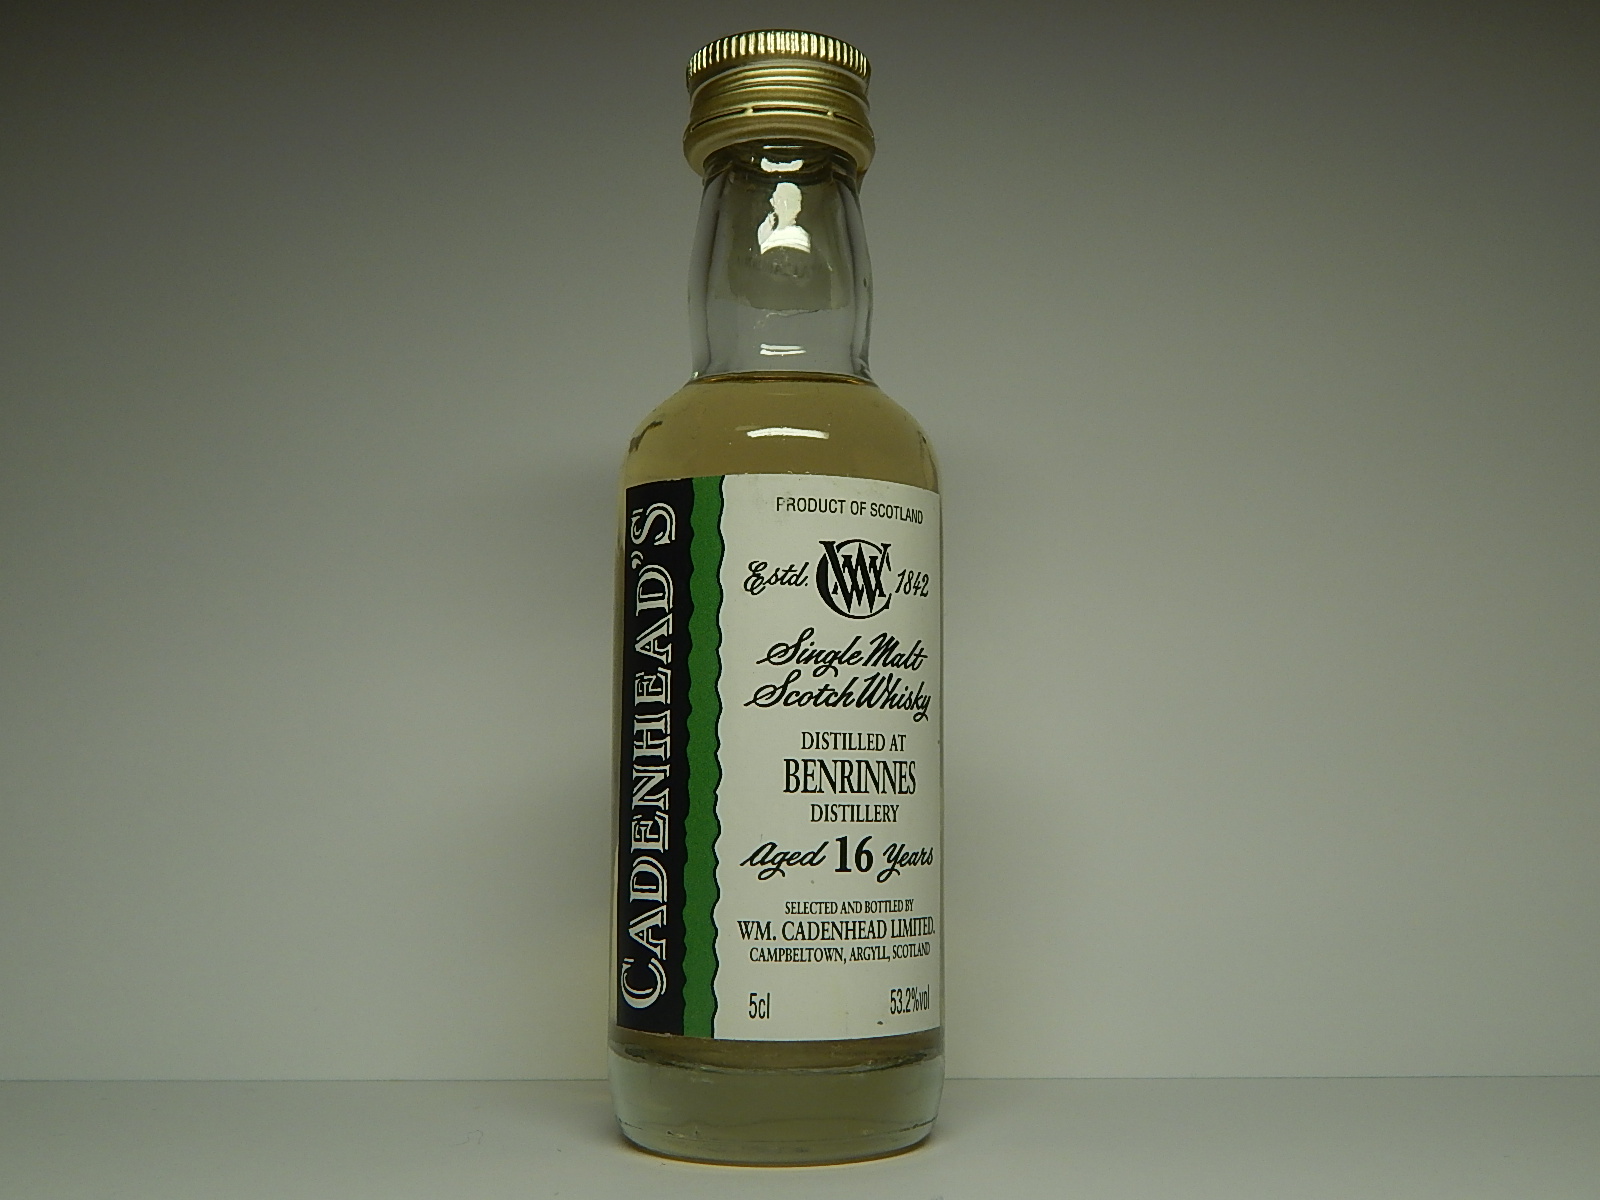 CADENHEAD'S
PRODUCT OF SCOTLAND
Estd. WC 1842
Single Malt
Scotch Whisky
DISTILLED AT
BENRINNES
DISTILLERY
Aged 16 Years
SELECTED AND BOTTLED BY
WM. CADENHEAD LIMITED.
CAMPBELTOWN, ARGYLL, SCOTLAND
5cl 53.2%vol